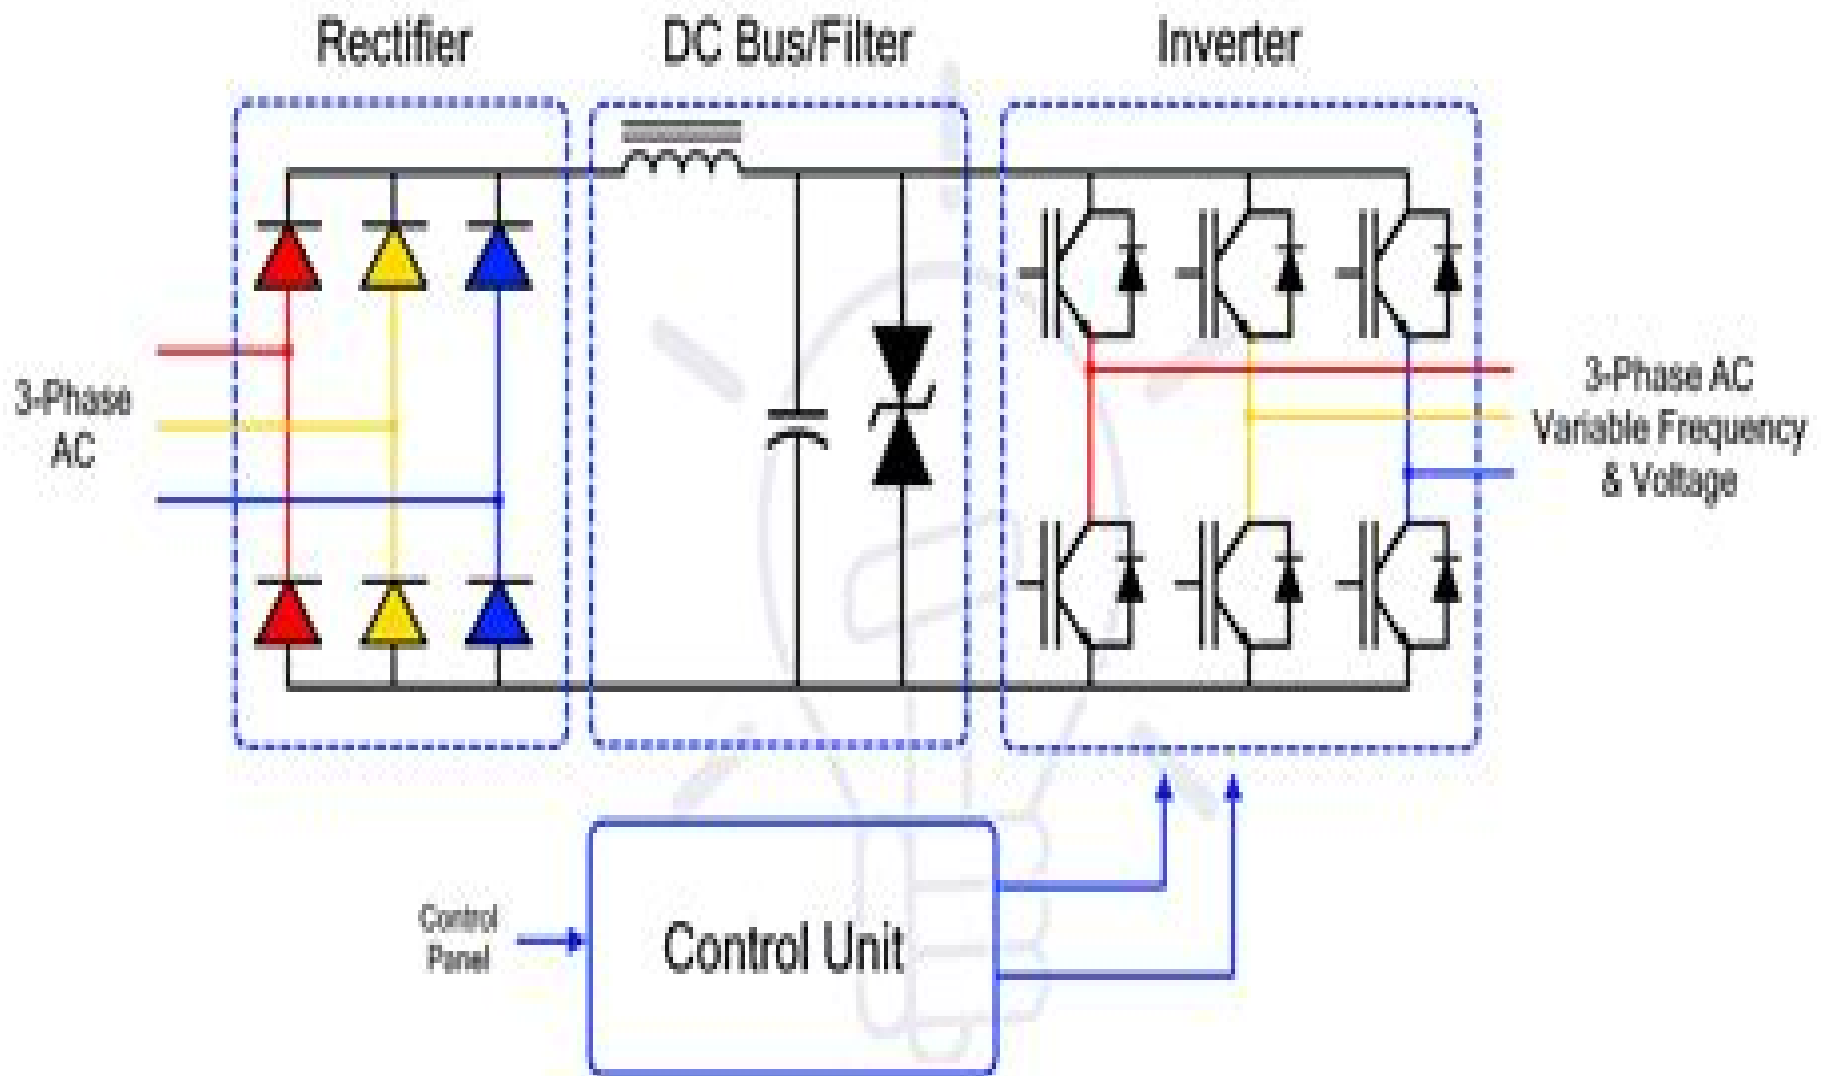 Rectifier
DC Bus/Filter
Inverter
3-Phase
AC
3-Phase AC
Variable Frequency
& Voltage
Control
Panel
Control Unit